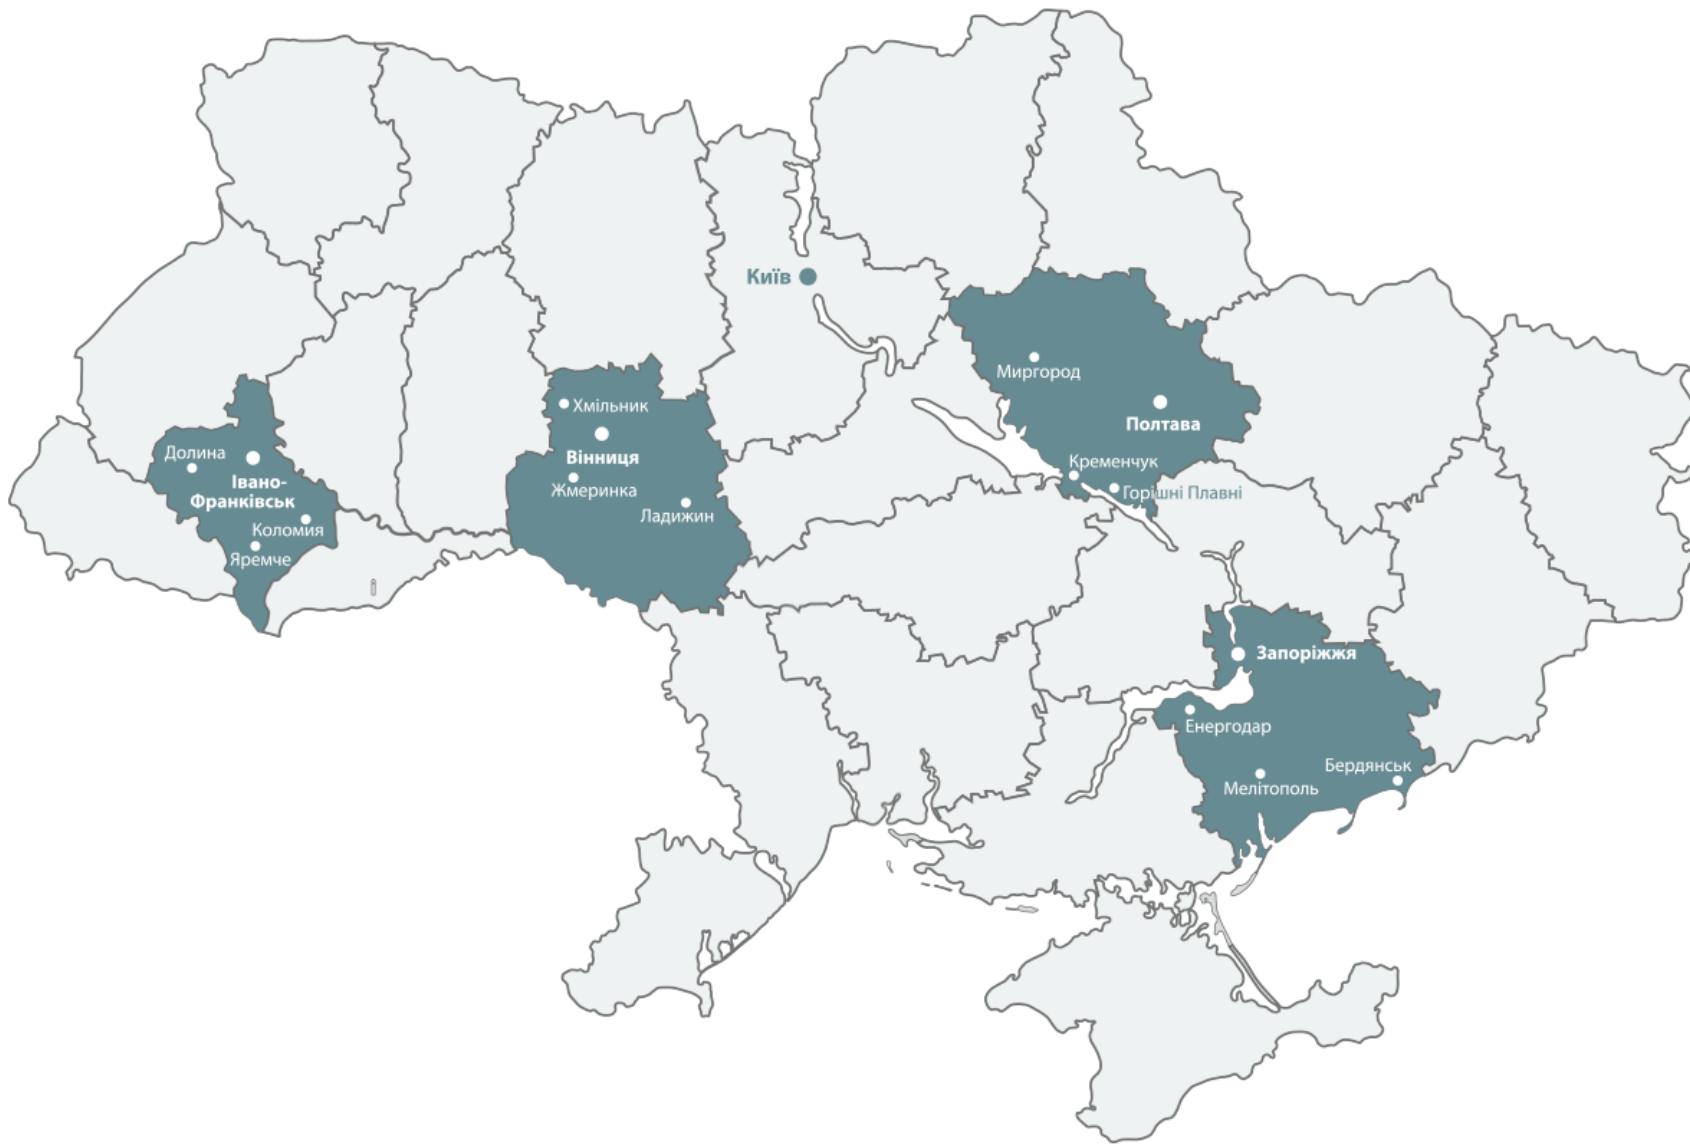 Київ
Миргород
Полтава
Кременчук
Горішні Плавні
Хмільник
Вінниця
Жмеринка
Ладижин
Долина
Івано-
Франківськ
Коломия
Яремче
Запоріжжя
Енергодар
Бердянськ
Мелітополь